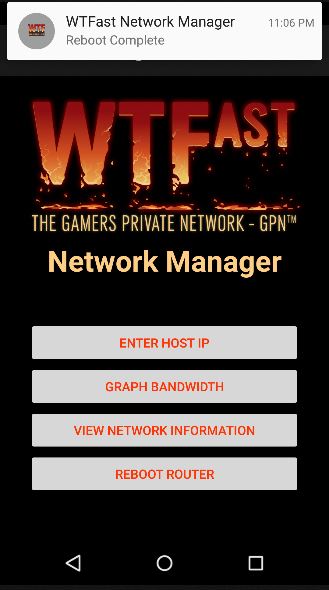 WTFast Network Manager
11:06 PM
Reboot Complete
WTFAST
THE GAMERS PRIVATE NETWORK - GPN™
Network Manager
ENTER HOST IP
GRAPH BANDWIDTH
VIEW NETWORK INFORMATION
REBOOT ROUTER